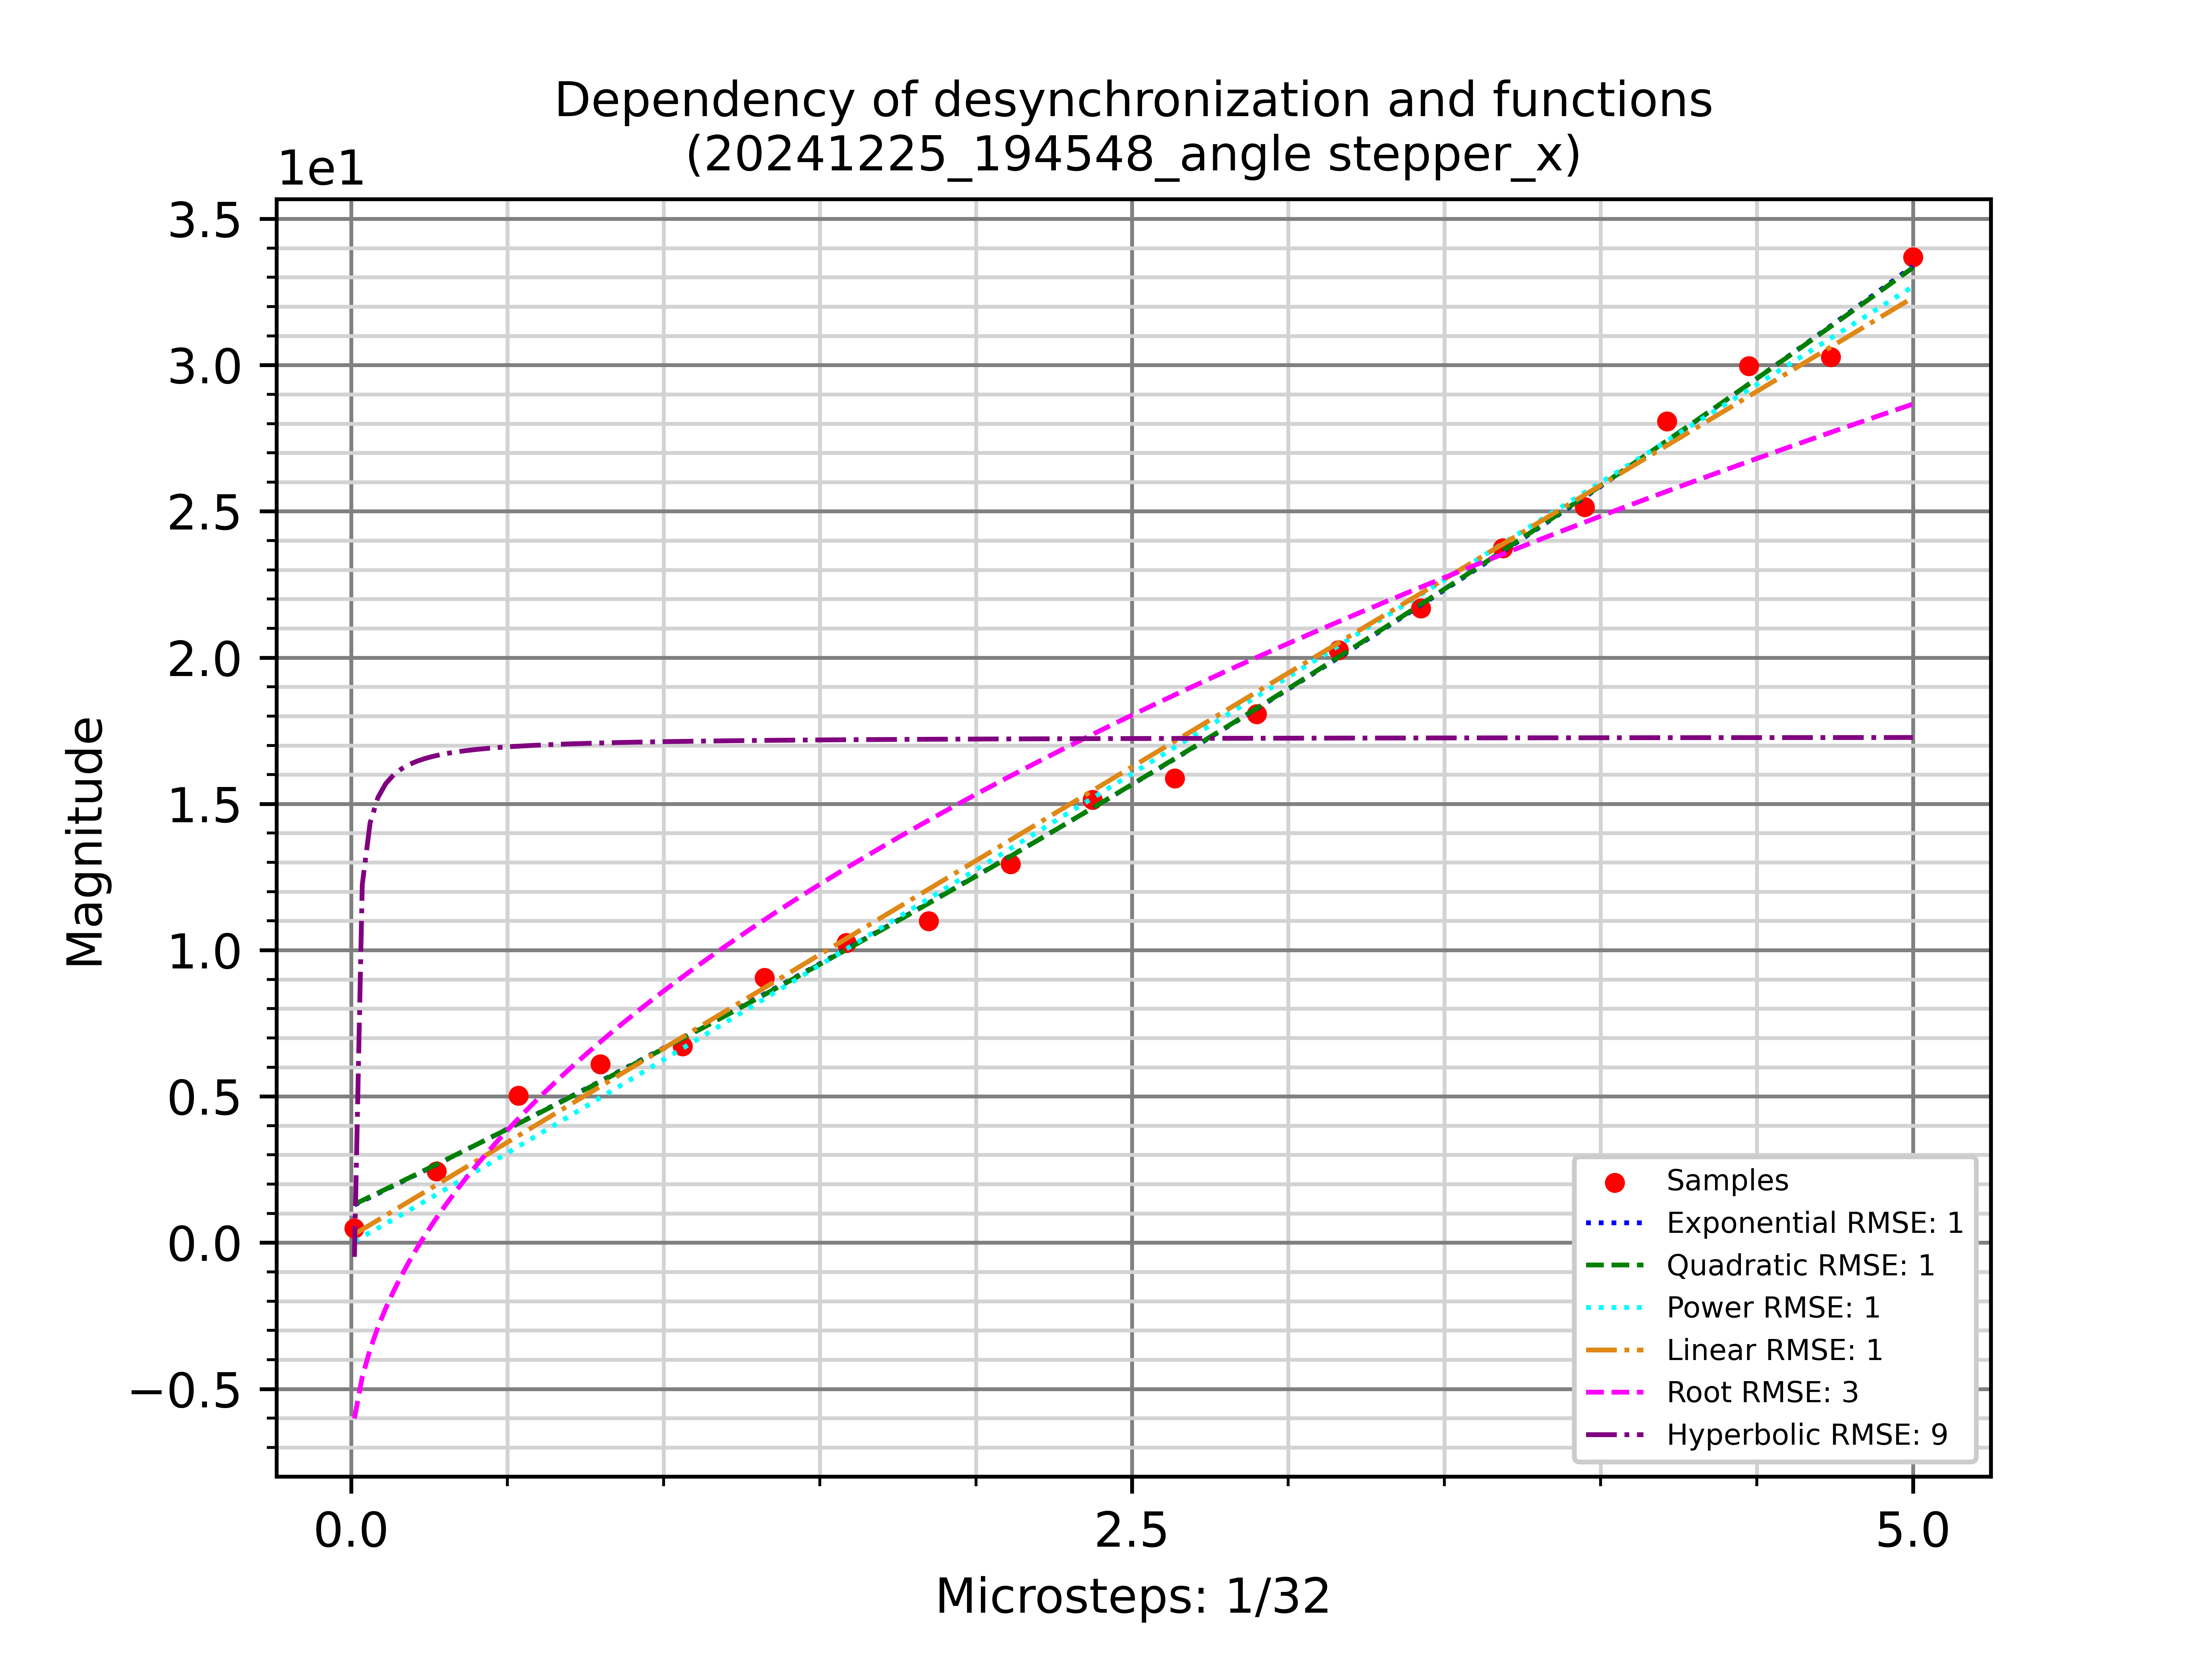 Dependency of desynchronization and functions
(20241225_194548_angle stepper_x)
1e1
3.5
3.0
2.5
2.0
1.5
1.0
0.5
0.0
−0.5
Magnitude
Samples
Exponential RMSE: 1
Quadratic RMSE: 1
Power RMSE: 1
Linear RMSE: 1
Root RMSE: 3
Hyperbolic RMSE: 9
0.0 2.5 5.0
Microsteps: 1/32